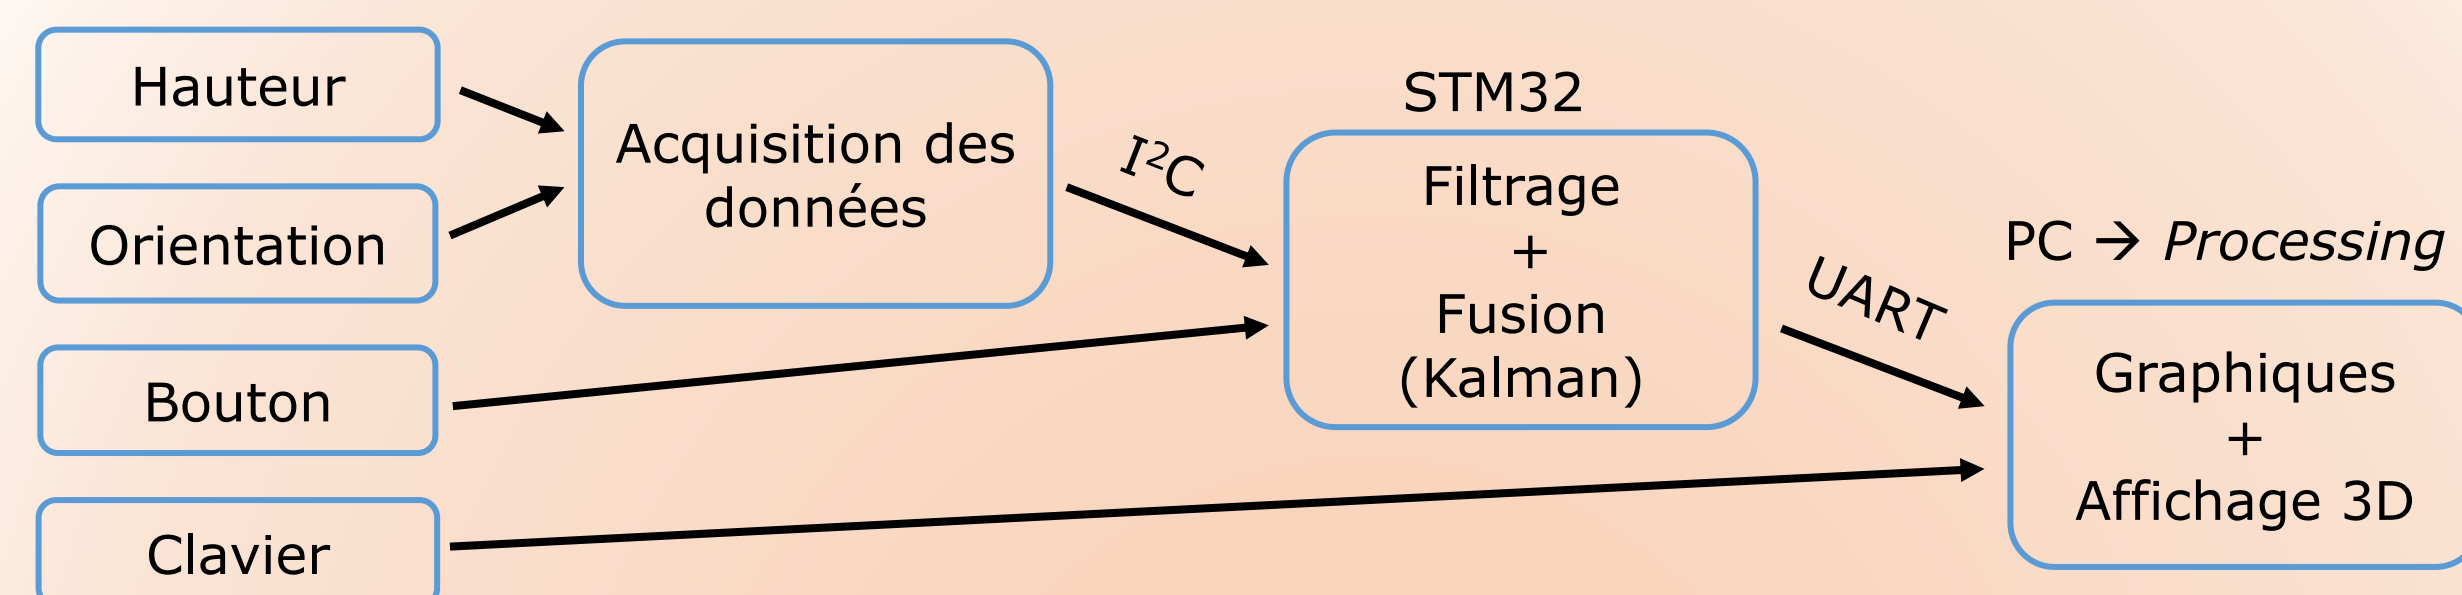 Hauteur
Orientation
Bouton
Clavier
Acquisition des
données
I²C
STM32
Filtrage
+
Fusion
(Kalman)
UART
PC → Processing
Graphiques
+
Affichage 3D